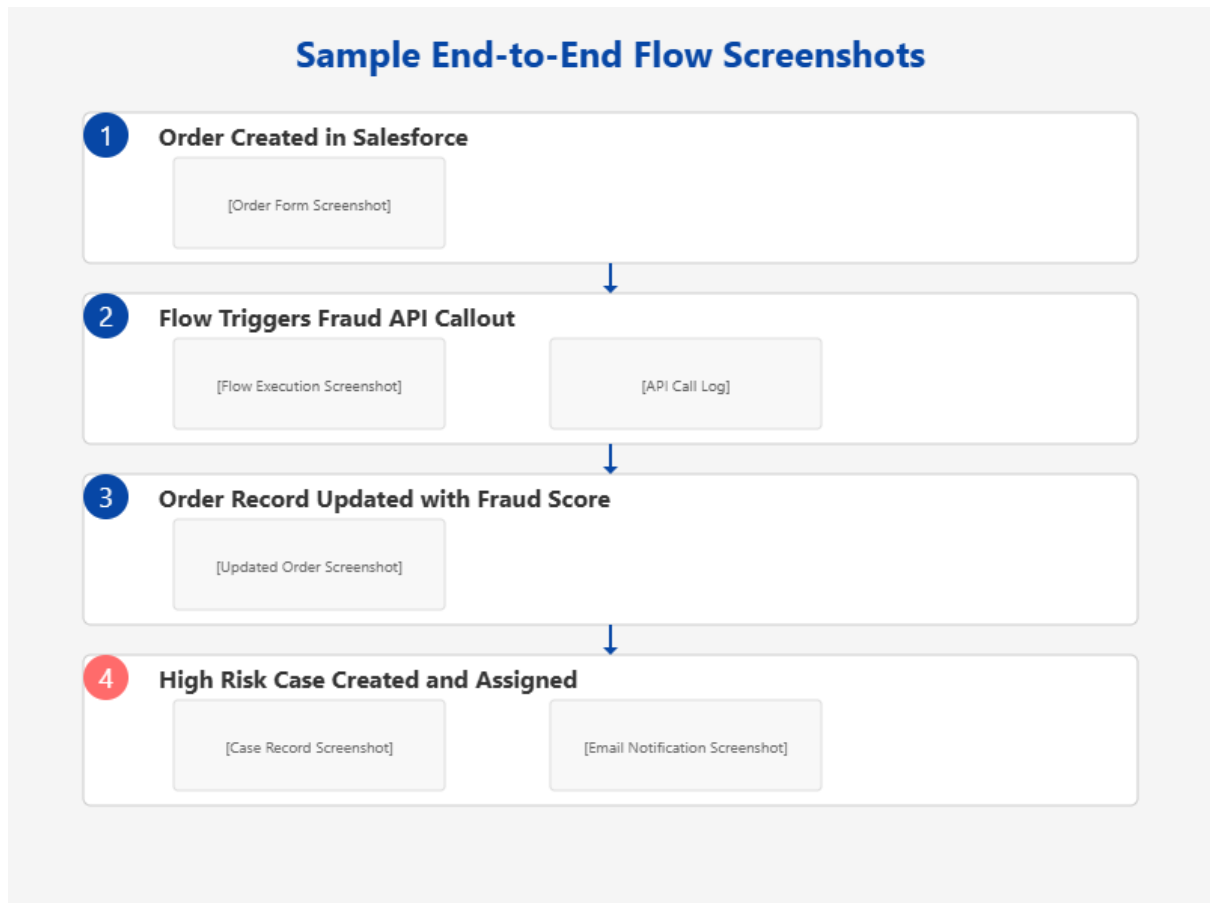 Sample End-to-End Flow Screenshots
1
Order Created in Salesforce
[Order Form Screenshot]
2
Flow Triggers Fraud API Callout
[Flow Execution Screenshot]
[API Call Log]
3
Order Record Updated with Fraud Score
[Updated Order Screenshot]
4
High Risk Case Created and Assigned
[Case Record Screenshot]
[Email Notification Screenshot]